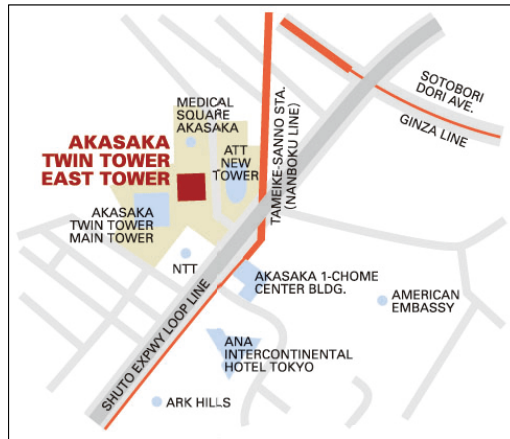 SOTOBORI
DORI AVE.
GINZA LINE
MEDICAL
SQUARE
AKASAKA
TAMEIKE-SANNO STA.
(NANBOKU LINE)
AKASAKA
TWIN TOWER
EAST TOWER
ATT
NEW
TOWER
AKASAKA
TWIN TOWER
MAIN TOWER
NTT
AKASAKA 1-CHOME
CENTER BLDG.
AMERICAN
EMBASSY
SHUTO EXPWY LOOP LINE
ANA
INTERCONTINENTAL
HOTEL TOKYO
ARK HILLS